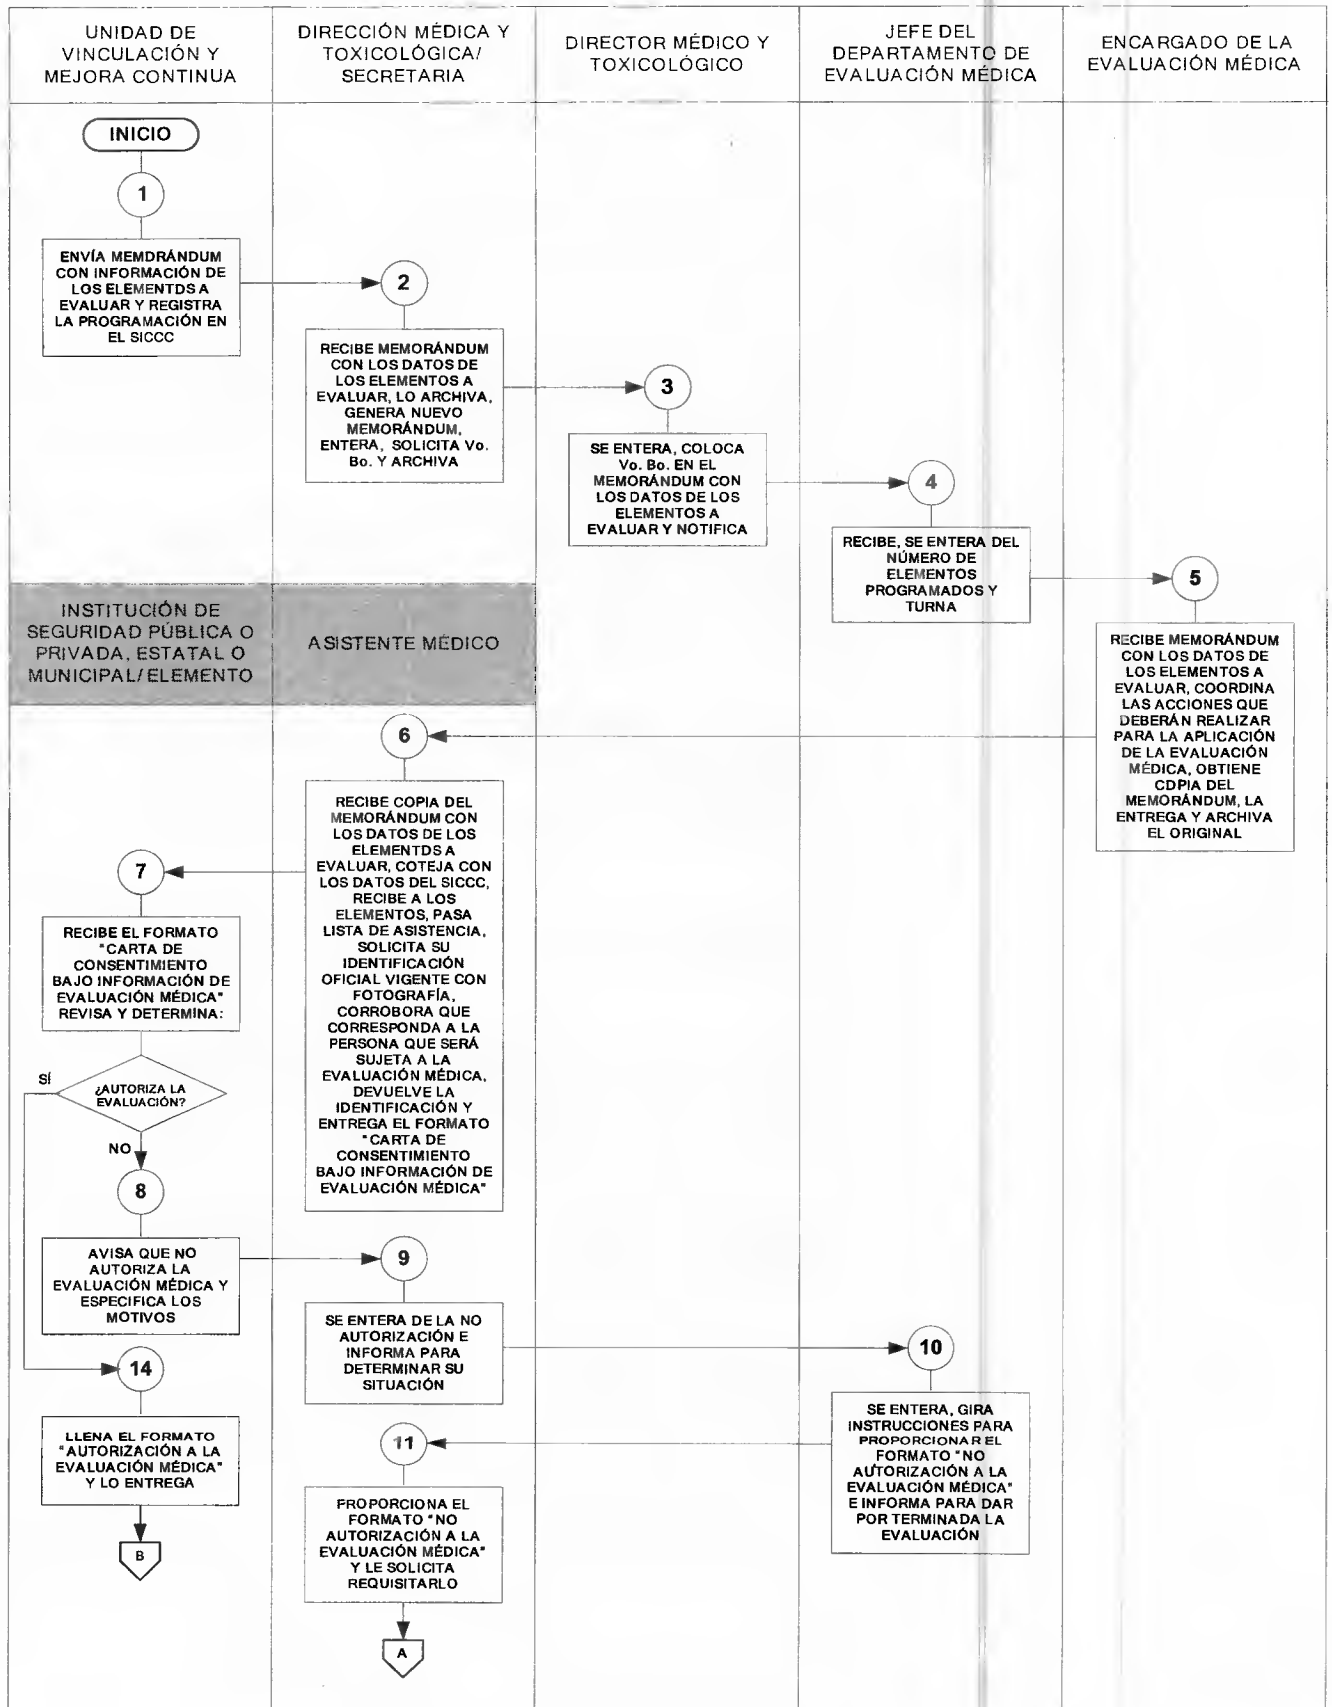 UNIDAD DE
VINCULACIÓN Y
MEJORA CONTINUA
DIRECCIÓN MÉDICA Y
TOXICOLÓGICA/
SECRETARIA
DIRECTOR MÉDICO Y
TOXICOLÓGICO
JEFE DEL
DEPARTAMENTO DE
EVALUACIÓN MÉDICA
ENCARGADO DE LA
EVALUACIÓN MÉDICA
INICIO
1
ENVÍA MEMDRÁNDUM
CON INFORMACIÓN DE
LOS ELEMENTDS A
EVALUAR Y REGISTRA
LA PROGRAMACIÓN EN
EL SICCC
2
RECIBE MEMORÁNDUM
CON LOS DATOS DE
LOS ELEMENTOS A
EVALUAR, LO ARCHIVA,
GENERA NUEVO
MEMORÁNDUM,
ENTERA, SOLICITA Vo.
Bo. Y ARCHIVA
3
SE ENTERA, COLOCA
Vo. Bo. EN EL
MEMORÁNDUM CON
LOS DATOS DE LOS
ELEMENTOS A
EVALUAR Y NOTIFICA
4
RECIBE, SE ENTERA DEL
NÚMERO DE
ELEMENTOS
PROGRAMADOS Y
TURNA
5
RECIBE MEMORÁNDUM
CON LOS DATOS DE
LOS ELEMENTOS A
EVALUAR, COORDINA
LAS ACCIONES QUE
DEBERÁN REALIZAR
PARA LA APLICACIÓN
DE LA EVALUACIÓN
MÉDICA, OBTIENE
CDPIA DEL
MEMORÁNDUM, LA
ENTREGA Y ARCHIVA
EL ORIGINAL
INSTITUCIÓN DE
SEGURIDAD PÚBLICA O
PRIVADA, ESTATAL O
MUNICIPAL/ELEMENTO
ASISTENTE MÉDICO
6
RECIBE COPIA DEL
MEMORÁNDUM CON
LOS DATOS DE LOS
ELEMENTDS A
EVALUAR, COTEJA CON
LOS DATOS DEL SICCC,
RECIBE A LOS
ELEMENTOS, PASA
LISTA DE ASISTENCIA,
SOLICITA SU
IDENTIFICACIÓN
OFICIAL VIGENTE CON
FOTOGRAFÍA,
CORROBORA QUE
CORRESPONDA A LA
PERSONA QUE SERÁ
SUJETA A LA
EVALUACIÓN MÉDICA,
DEVUELVE LA
IDENTIFICACIÓN Y
ENTREGA EL FORMATO
"CARTA DE
CONSENTIMIENTO
BAJO INFORMACIÓN DE
EVALUACIÓN MÉDICA"
7
RECIBE EL FORMATO
"CARTA DE
CONSENTIMIENTO
BAJO INFORMACIÓN DE
EVALUACIÓN MÉDICA"
REVISA Y DETERMINA:
SÍ
¿AUTORIZA LA
EVALUACIÓN?
NO
8
AVISA QUE NO
AUTORIZA LA
EVALUACIÓN MÉDICA Y
ESPECIFICA LOS
MOTIVOS
9
SE ENTERA DE LA NO
AUTORIZACIÓN E
INFORMA PARA
DETERMINAR SU
SITUACIÓN
10
SE ENTERA, GIRA
INSTRUCCIONES PARA
PROPORCIONAR EL
FORMATO "NO
AUTORIZACIÓN A LA
EVALUACIÓN MÉDICA"
E INFORMA PARA DAR
POR TERMINADA LA
EVALUACIÓN
11
PROPORCIONA EL
FORMATO "NO
AUTORIZACIÓN A LA
EVALUACIÓN MÉDICA"
Y LE SOLICITA
REQUISITARLO
A
14
LLENA EL FORMATO
"AUTORIZACIÓN A LA
EVALUACIÓN MÉDICA"
Y LO ENTREGA
B